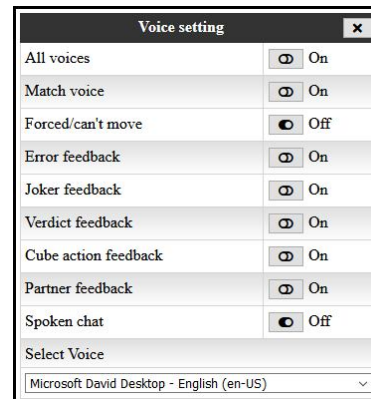 Voice setting
All voices On
Match voice On
Forced/can't move Off
Error feedback On
Joker feedback On
Verdict feedback On
Cube action feedback On
Partner feedback On
Spoken chat Off
Select Voice
Microsoft David Desktop - English (en-US)